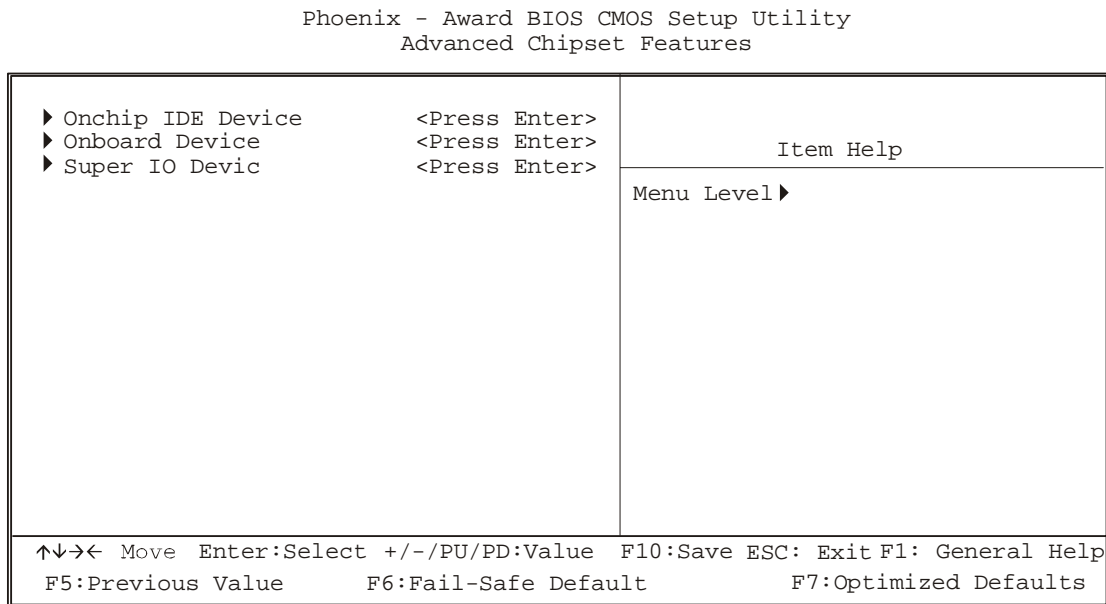 Phoenix - Award BIOS CMOS Setup Utility
Advanced Chipset Features
Onchip IDE Device <Press Enter>
Onboard Device <Press Enter>
Super IO Devic <Press Enter>
Item Help
Menu Level
↑↓→← Move Enter:Select +/-/PU/PD:Value F10:Save ESC: Exit F1: General Help
F5:Previous Value F6:Fail-Safe Default F7:Optimized Defaults